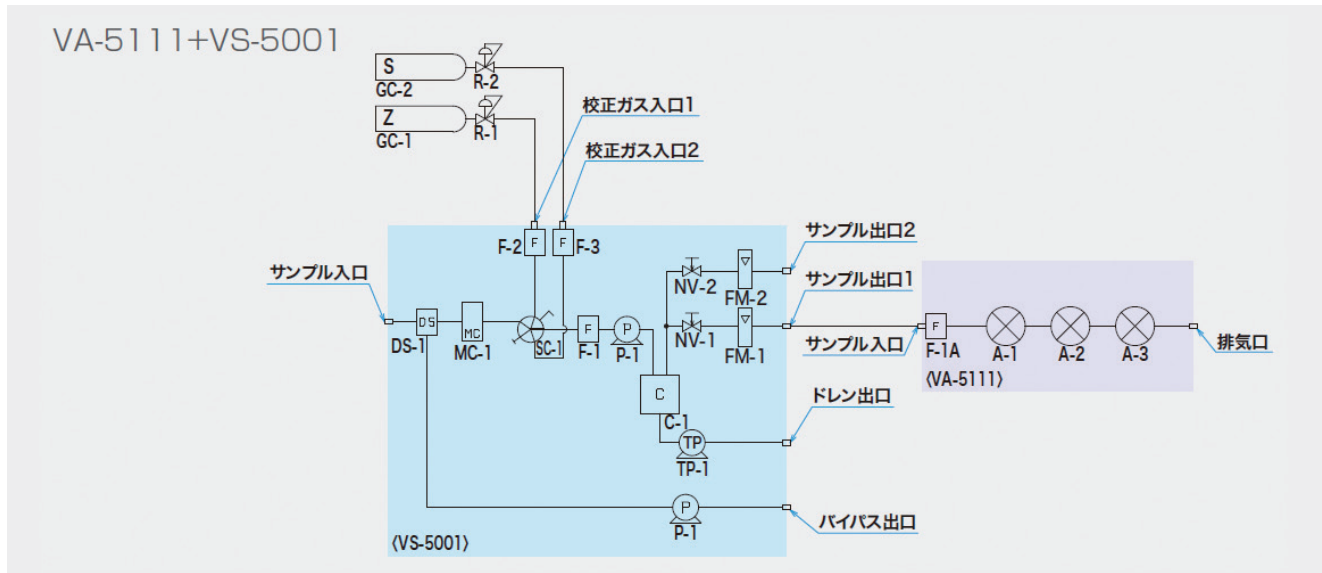 VA-5111+VS-5001
S
GC-2
R-2
Z
GC-1
R-1
校正ガス入口1
校正ガス入口2
F-2
F
F
F-3
サンプル出口2
NV-2
FM-2
サンプル入口
サンプル出口1
DS
DS-1
MC
MC-1
SC-1
F
F-1
P
P-1
NV-1
FM-1
サンプル入口
F
F-1A
A-1
A-2
A-3
排気口
〈VA-5111〉
C
C-1
ドレン出口
TP
TP-1
P
P-1
バイパス出口
〈VS-5001〉